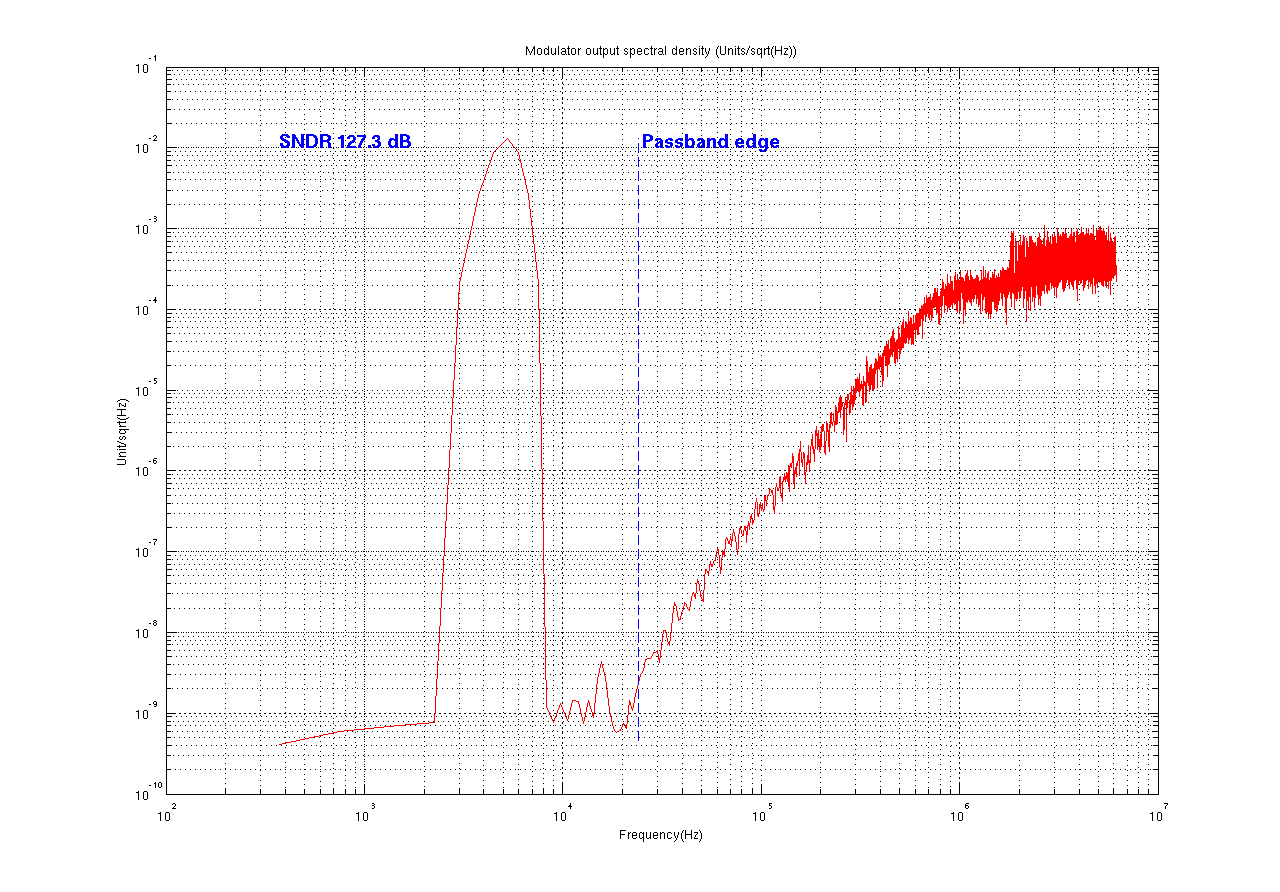 Modulator output spectral density (Units/sqrt(Hz))
10^-1
SNDR 127.3 dB
Passband edge
10^-2
10^-3
10^-4
10^-5
Unit/sqrt(Hz)
10^-6
10^-7
10^-8
10^-9
10^-10
10^2 10^3 10^4 10^5 10^6 10^7
Frequency(Hz)